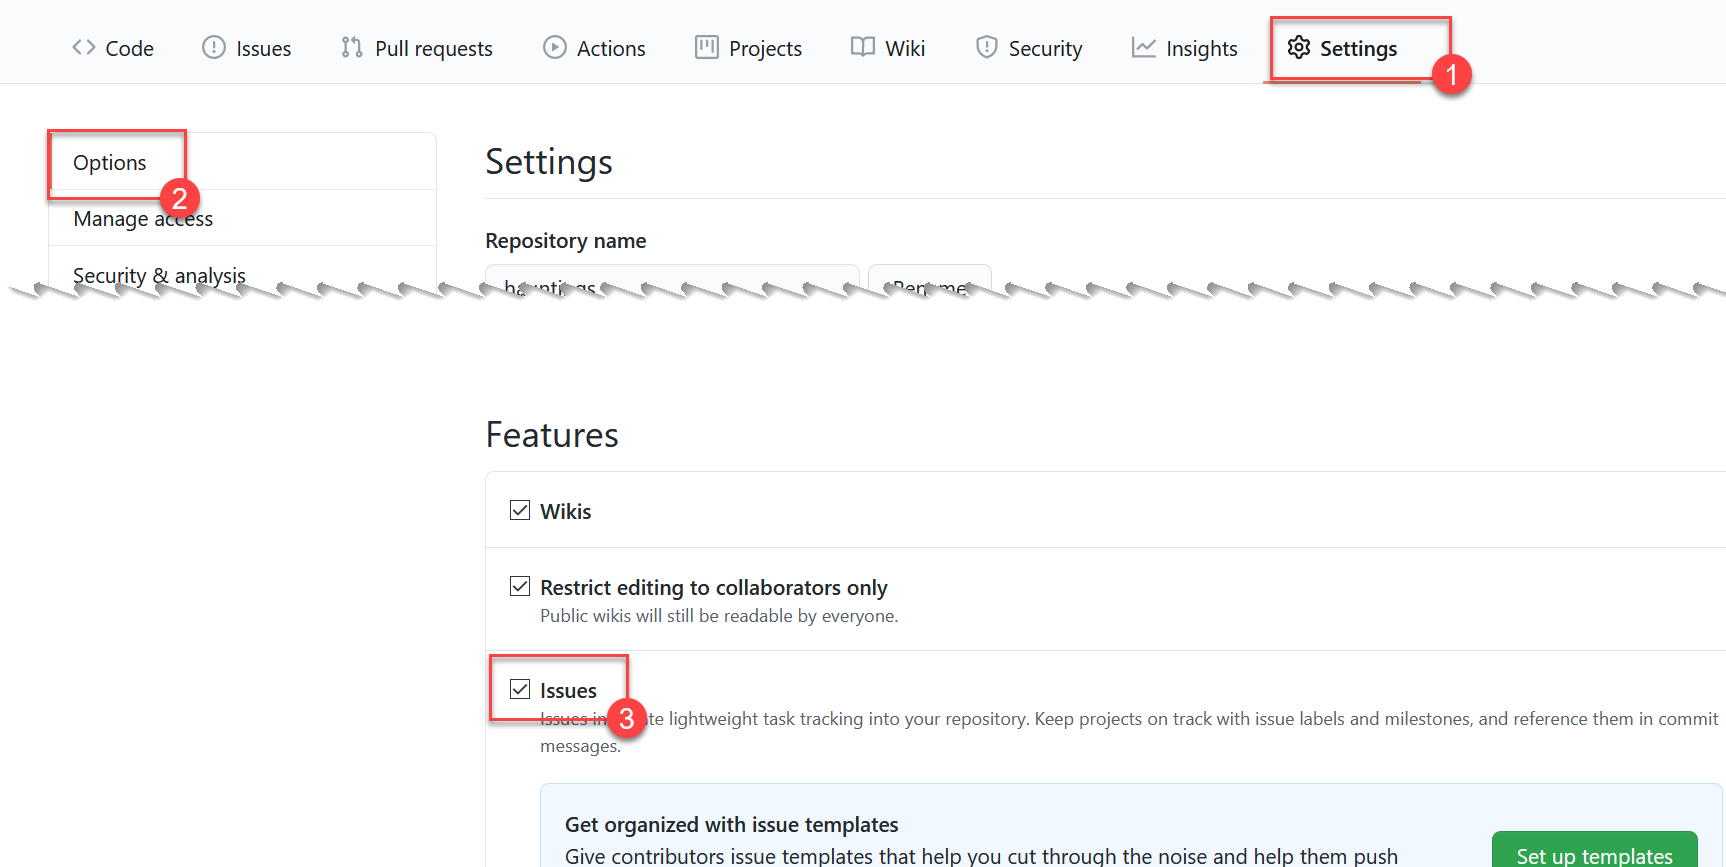 Code Issues Pull requests Actions Projects Wiki Security Insights Settings
1
Options
2
Manage access
Security & analysis
Settings
Repository name
hauntings Rename
Features
Wikis
Restrict editing to collaborators only
Public wikis will still be readable by everyone.
Issues
3
Issues in te lightweight task tracking into your repository. Keep projects on track with issue labels and milestones, and reference them in commit
messages.
Get organized with issue templates
Give contributors issue templates that help you cut through the noise and help them push
Set up templates